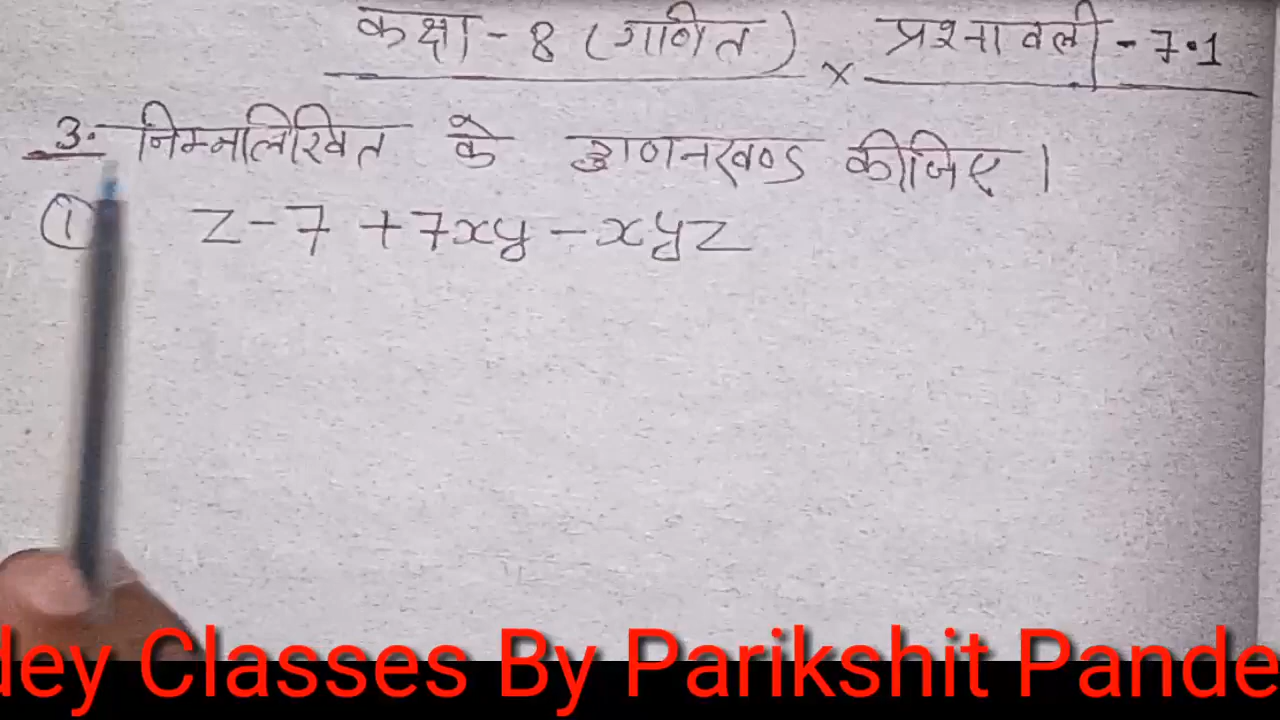 कक्षा - 8 (गणित) × प्रश्नावली - 7.1
3. निम्नलिखित के गुणनखण्ड कीजिए।
① z - 7 + 7xy - xyz
dey Classes By Parikshit Pande